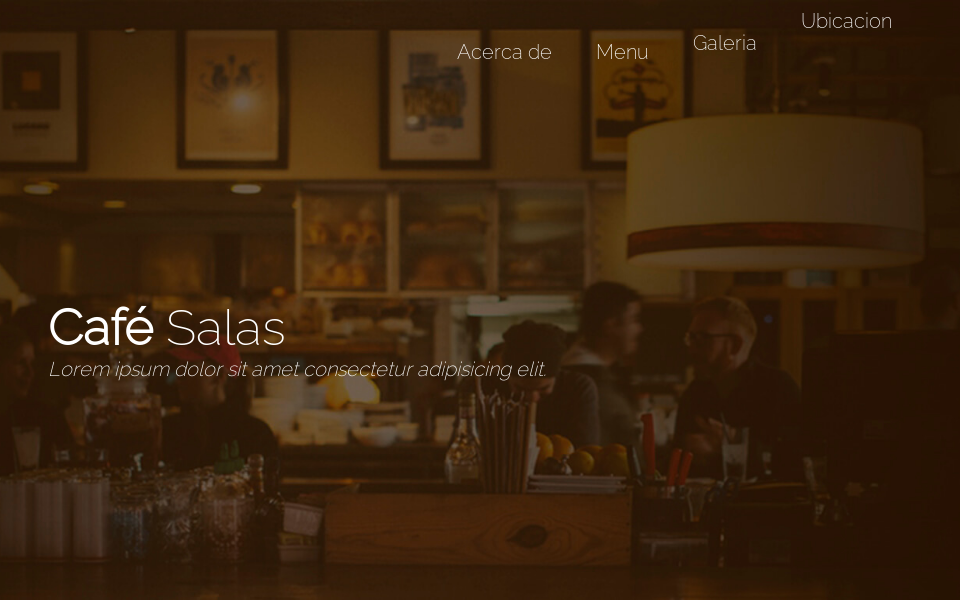 Acerca de
Menu
Galeria
Ubicacion
Café Salas
Lorem ipsum dolor sit amet consectetur adipisicing elit.